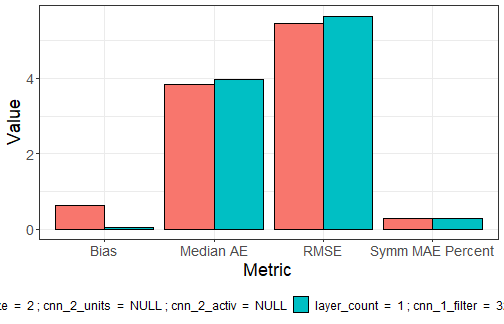 Value
4
2
0
Bias Median AE RMSE Symm MAE Percent
Metric
= 2 ; cnn_2_units = NULL ; cnn_2_activ = NULL layer_count = 1 ; cnn_1_filter = 3